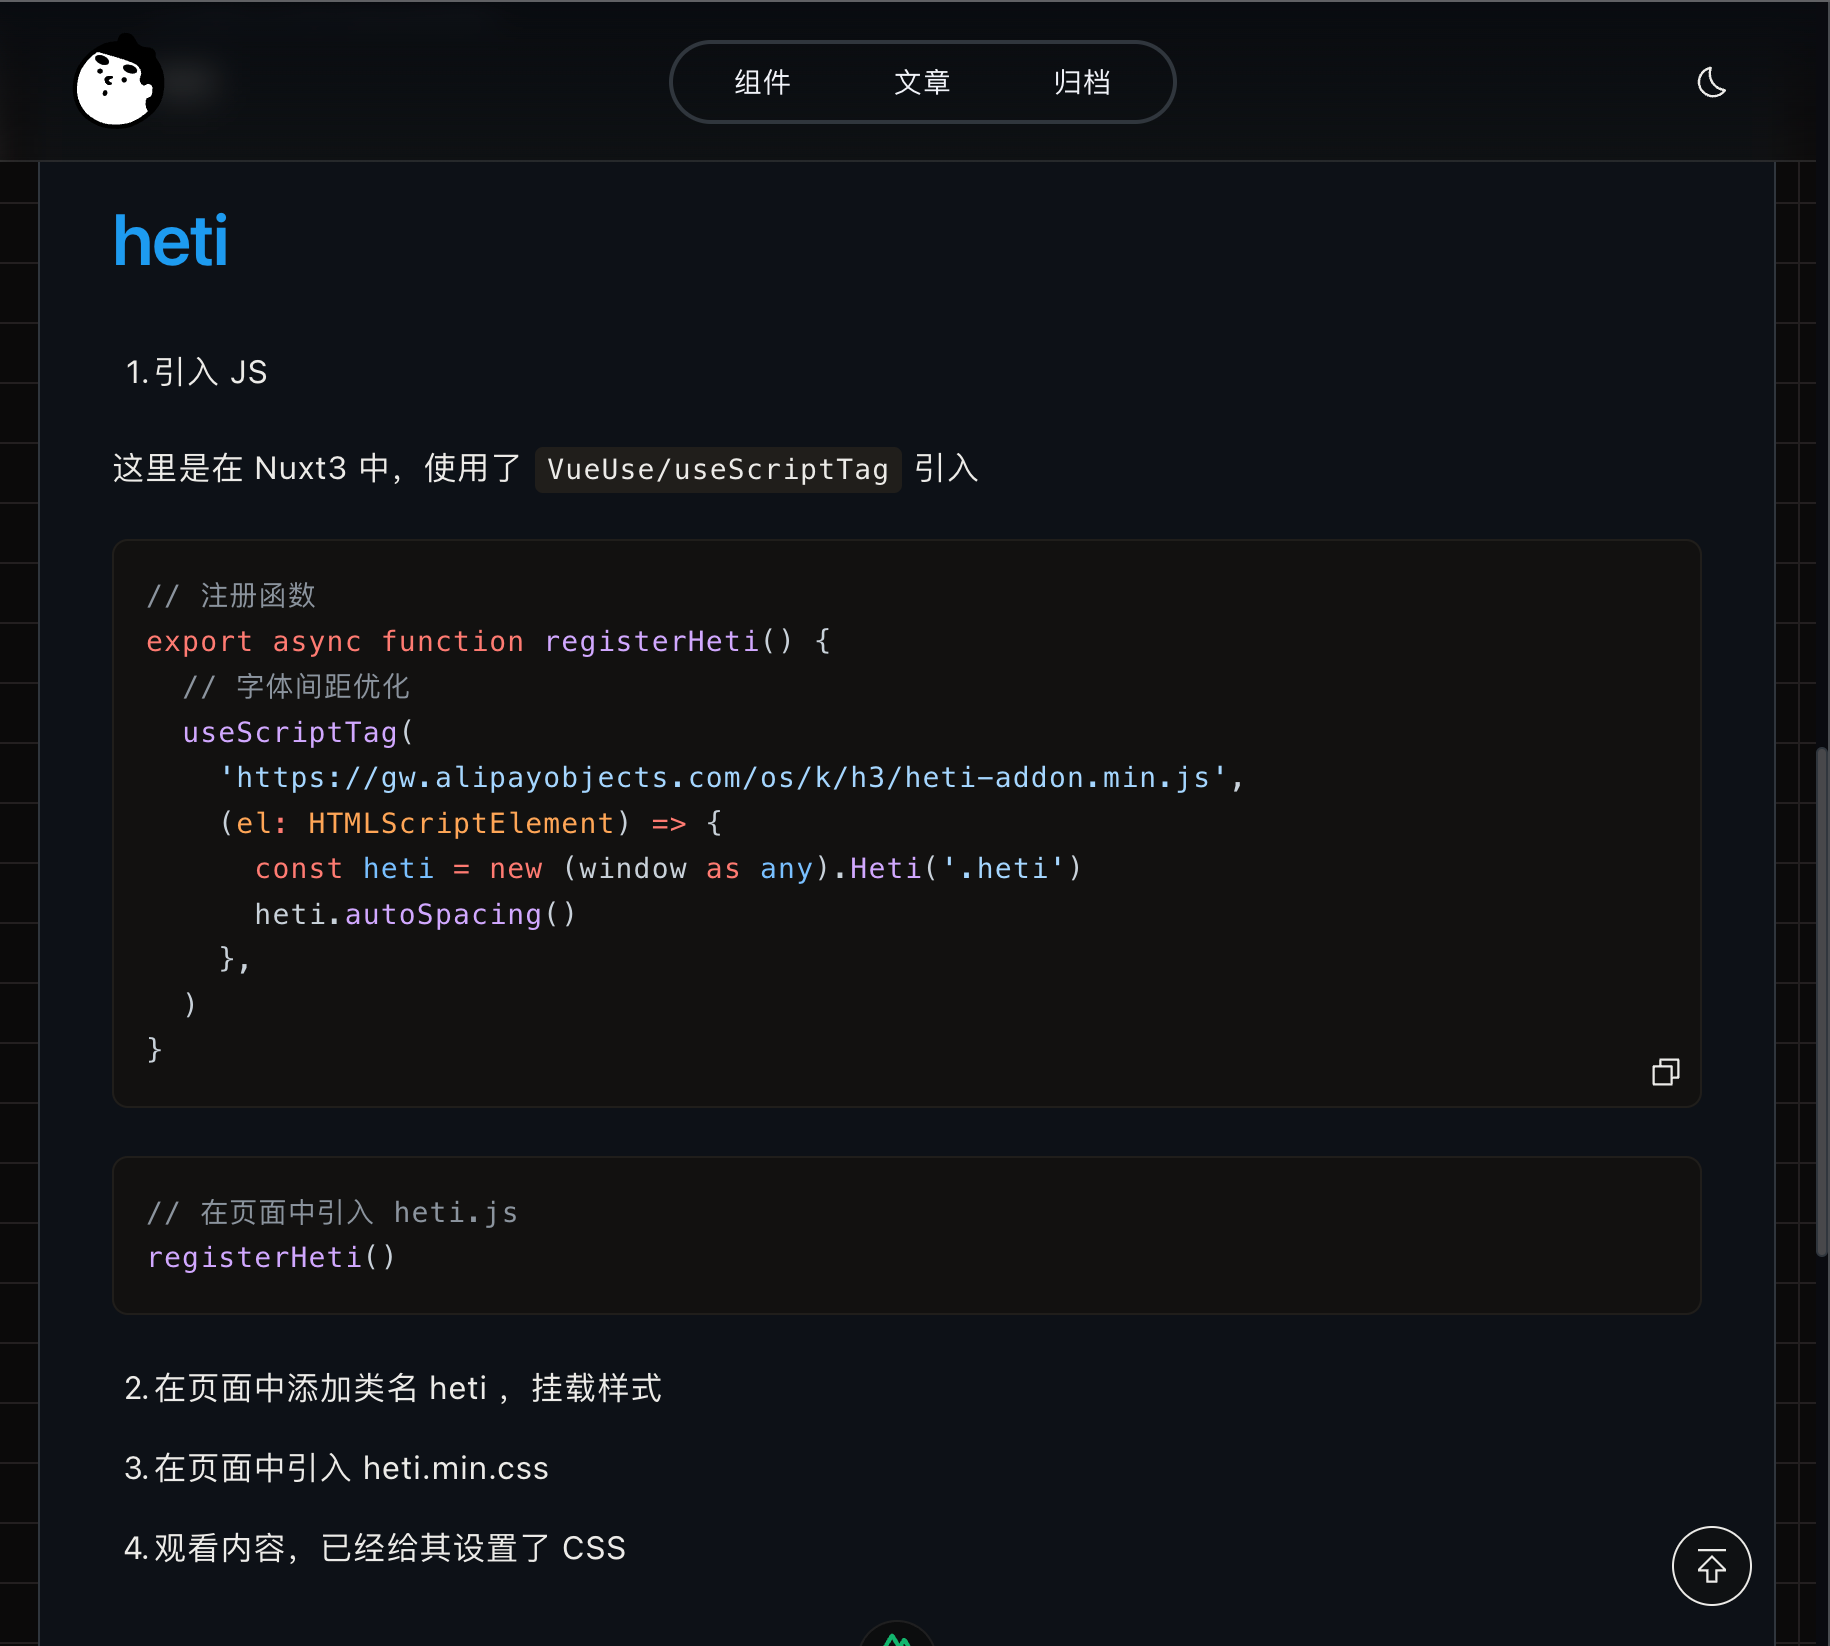 组件 文章 归档
heti
1. 引入 JS
这里是在 Nuxt3 中，使用了 VueUse/useScriptTag 引入
// 注册函数
export async function registerHeti() {
  // 字体间距优化
  useScriptTag(
    'https://gw.alipayobjects.com/os/k/h3/heti-addon.min.js',
    (el: HTMLScriptElement) => {
      const heti = new (window as any).Heti('.heti')
      heti.autoSpacing()
    },
  )
}
// 在页面中引入 heti.js
registerHeti()
2. 在页面中添加类名 heti ，挂载样式
3. 在页面中引入 heti.min.css
4. 观看内容，已经给其设置了 CSS